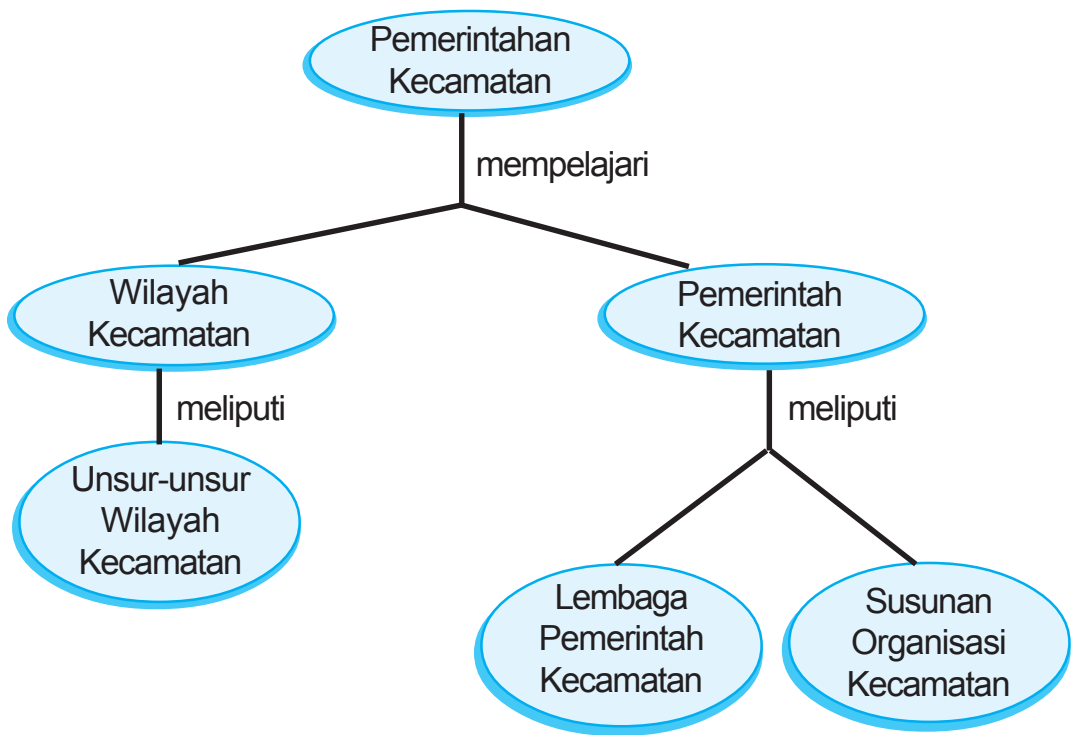 Pemerintahan
Kecamatan
mempelajari
Wilayah
Kecamatan
Pemerintah
Kecamatan
meliputi
meliputi
Unsur-unsur
Wilayah
Kecamatan
Lembaga
Pemerintah
Kecamatan
Susunan
Organisasi
Kecamatan